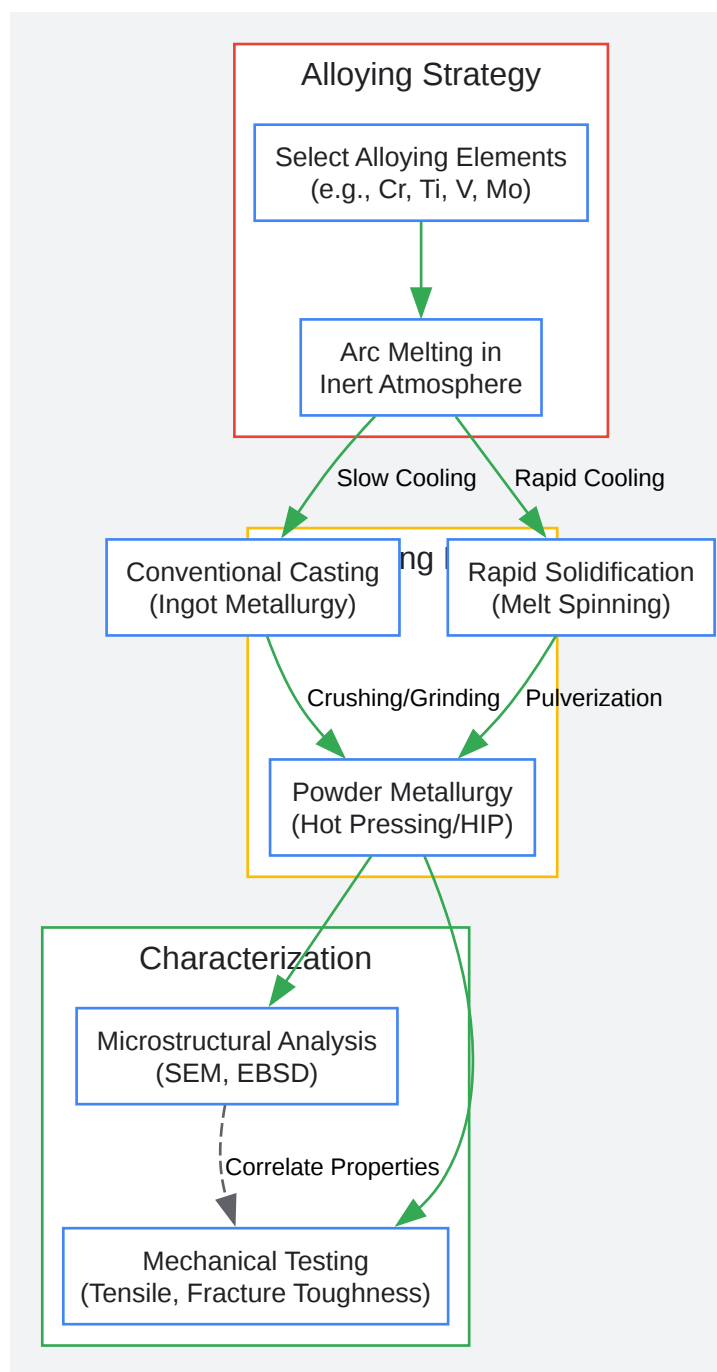 Alloying Strategy
Select Alloying Elements
(e.g., Cr, Ti, V, Mo)
Arc Melting in
Inert Atmosphere
Slow Cooling
Rapid Cooling
Conventional Casting
(Ingot Metallurgy)
Rapid Solidification
(Melt Spinning)
Crushing/Grinding
Pulverization
Powder Metallurgy
(Hot Pressing/HIP)
Characterization
Microstructural Analysis
(SEM, EBSD)
Correlate Properties
Mechanical Testing
(Tensile, Fracture Toughness)